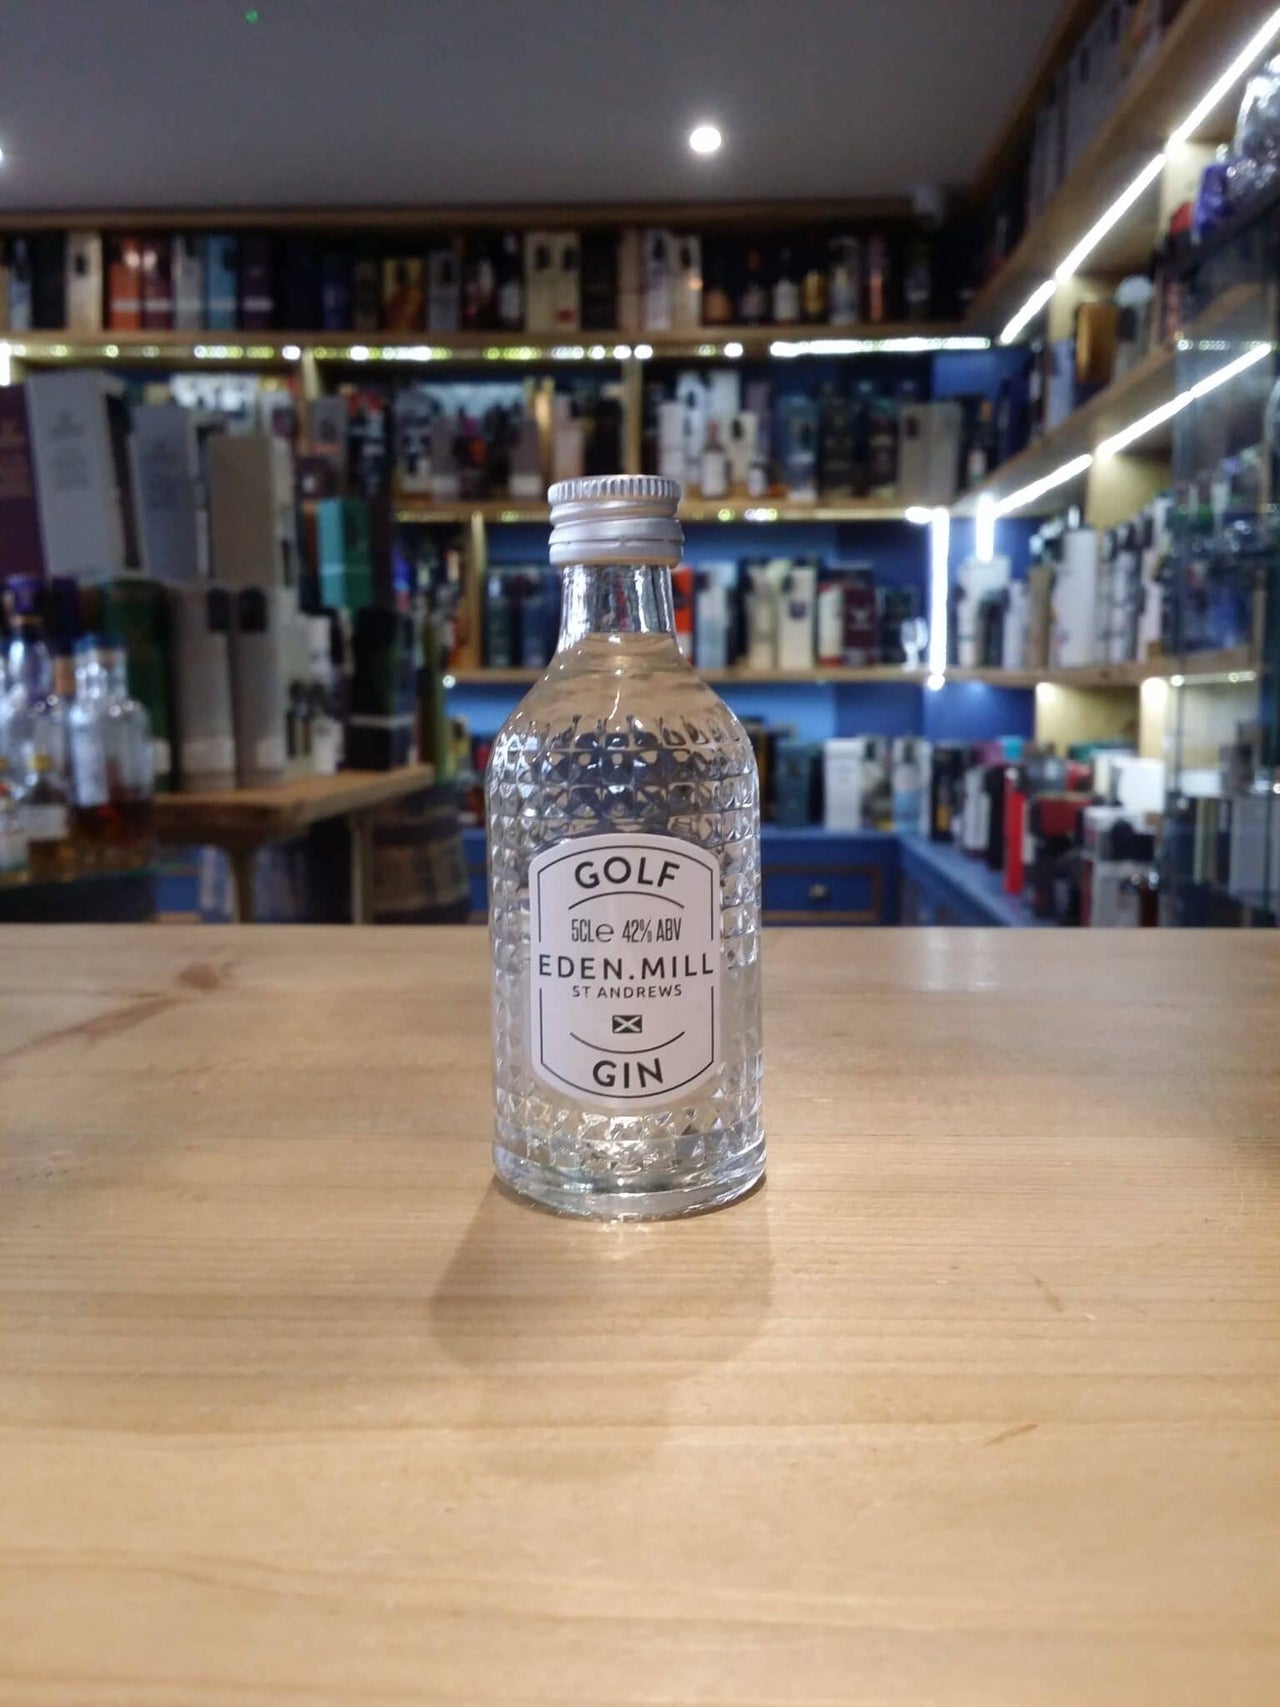 GOLF
5CLe 42% ABV
EDEN.MILL
ST ANDREWS
GIN